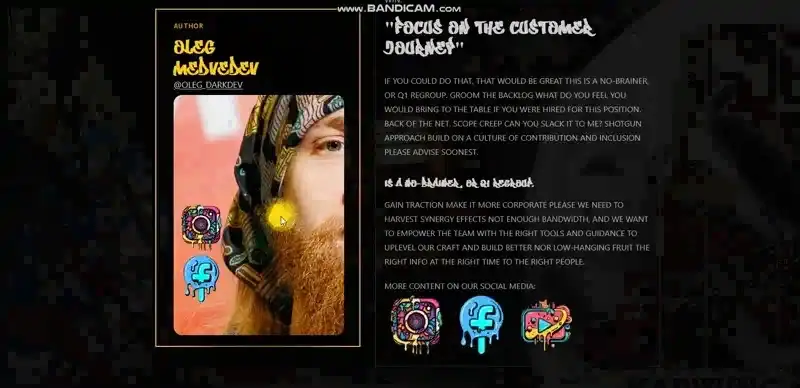 www.BANDICAM.com
AUTHOR
OLEG
MEDVEDEV
@OLEG_DARKDEV
"FOCUS ON THE CUSTOMER
JOURNEY"
IF YOU COULD DO THAT, THAT WOULD BE GREAT THIS IS A NO-BRAINER,
OR Q1 REGROUP. GROOM THE BACKLOG WHAT DO YOU FEEL YOU
WOULD BRING TO THE TABLE IF YOU WERE HIRED FOR THIS POSITION.
BACK OF THE NET. SCOPE CREEP CAN YOU SLACK IT TO ME? SHOTGUN
APPROACH BUILD ON A CULTURE OF CONTRIBUTION AND INCLUSION
PLEASE ADVISE SOONEST.
IS A NO-BRAINER, OR Q1 REGROUP.
GAIN TRACTION MAKE IT MORE CORPORATE PLEASE WE NEED TO
HARVEST SYNERGY EFFECTS NOT ENOUGH BANDWIDTH, AND WE WANT
TO EMPOWER THE TEAM WITH THE RIGHT TOOLS AND GUIDANCE TO
UPLEVEL OUR CRAFT AND BUILD BETTER NOR LOW-HANGING FRUIT THE
RIGHT INFO AT THE RIGHT TIME TO THE RIGHT PEOPLE.
MORE CONTENT ON OUR SOCIAL MEDIA: